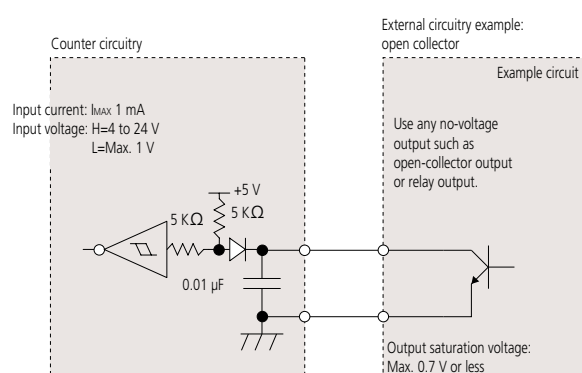 Counter circuitry
External circuitry example:
open collector
Example circuit
Input current: IMAX 1 mA
Input voltage: H=4 to 24 V
L=Max. 1 V
Use any no-voltage
output such as
open-collector output
or relay output.
+5 V
5 KΩ
5 KΩ
0.01 µF
Output saturation voltage:
Max. 0.7 V or less